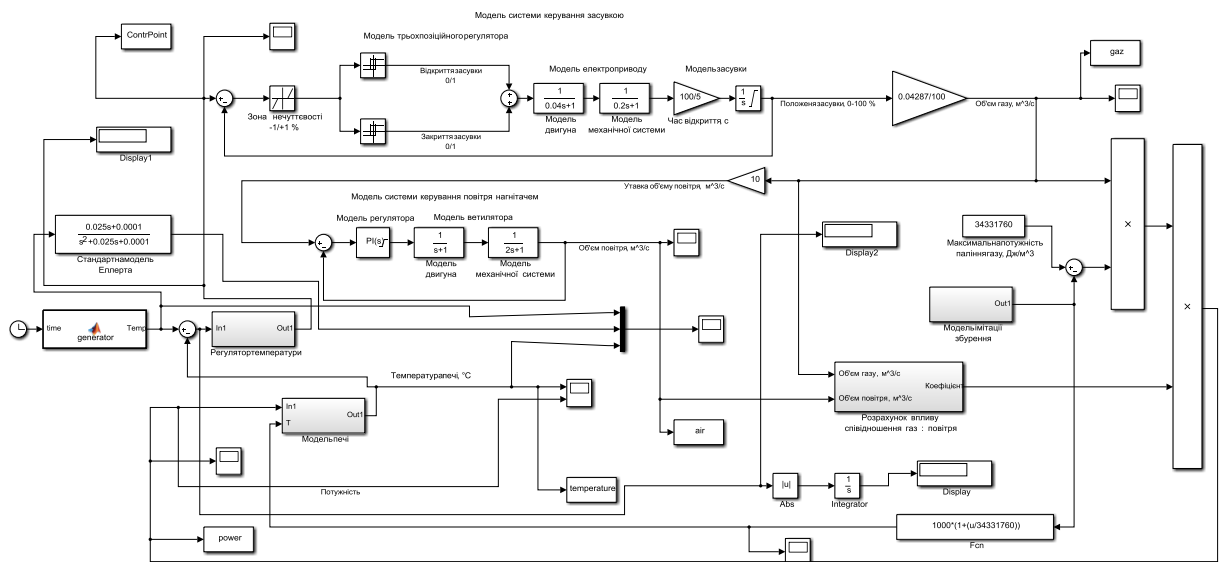 Модель системи керування засувкою
ContrPoint
Модель трьохпозиційногорегулятора
gaz
Відкриттязасувки
0/1
Модель електроприводу
Модельзасувки
1
0.04s+1
1
0.2s+1
100/5
1
s
0.04287/100
Положенязасувки, 0-100 %
Об'єм газу, м^3/с
Зона нечуттєвості
-1/+1 %
Закриттязасувки
0/1
Модель
двигуна
Модель
механічної системи
Час відкриття, с
Display1
10
Утавка об'єму повітря, м^3/с
Модель системи керування повітря нагнітачем
Модель регулятора
Модель ветилятора
0.025s+0.0001
s^2+0.025s+0.0001
Стандартнамодель
Еллерта
PI(s)
1
s+1
1
2s+1
Модель
двигуна
Модель
механічної системи
Об'єм повітря, м^3/с
Display2
34331760
Максимальнапотужність
паліннягазу, Дж/м^3
×
×
Out1
Модельімітації
збурення
time
generator
Temp
In1
Out1
Регулятортемператури
Температурапечі, °C
Об'єм газу, м^3/с
Об'єм повітря, м^3/с
Коефіцієнт
Розрахунок впливу
співідношення газ : повітря
In1
T
Out1
Модельпечі
air
Потужність
temperature
|u|
Abs
1
s
Integrator
Display
power
1000*(1+(u/34331760))
Fcn